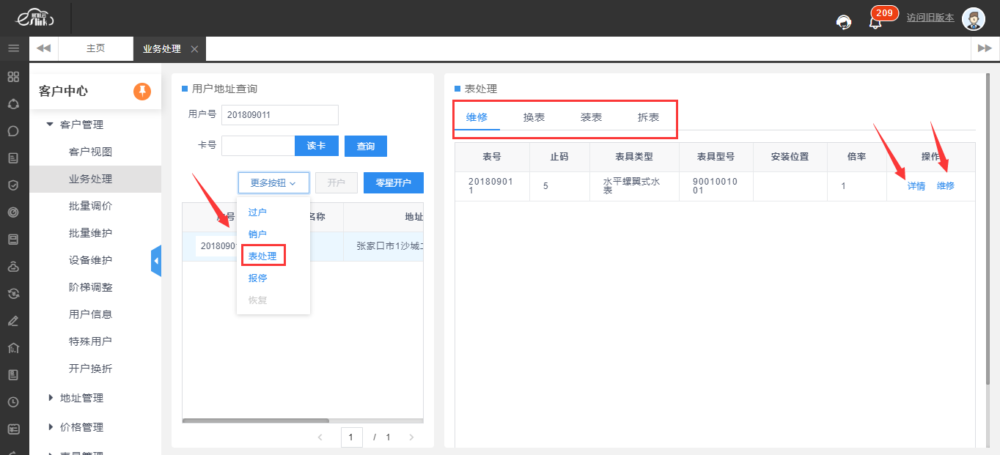 209
访问旧版本
主页
业务处理
客户中心
客户管理
客户视图
业务处理
批量调价
批量维护
设备维护
阶梯调整
用户信息
特殊用户
开户换折
地址管理
价格管理
用户地址查询
用户号 201809011
卡号 读卡 查询
更多按钮 开户 零星开户
号 名称 地址
2018090 张家口市1沙城
过户
销户
表处理
报停
恢复
1 / 1
表处理
维修 换表 装表 拆表
表号 止码 表具类型 表具型号 安装位置 倍率 操作
201809011 5 水平螺翼式水表 9001001001 1 详情 维修